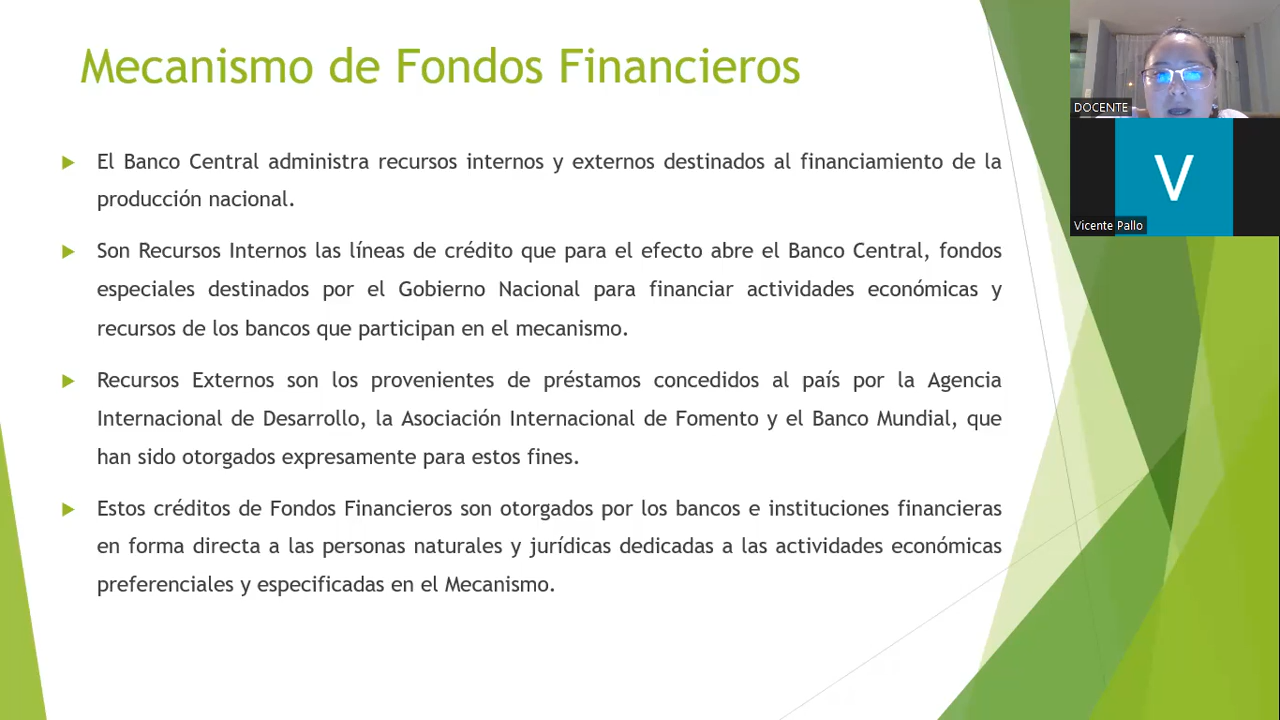 Mecanismo de Fondos Financieros
El Banco Central administra recursos internos y externos destinados al financiamiento de la
producción nacional.
Son Recursos Internos las líneas de crédito que para el efecto abre el Banco Central, fondos
especiales destinados por el Gobierno Nacional para financiar actividades económicas y
recursos de los bancos que participan en el mecanismo.
Recursos Externos son los provenientes de préstamos concedidos al país por la Agencia
Internacional de Desarrollo, la Asociación Internacional de Fomento y el Banco Mundial, que
han sido otorgados expresamente para estos fines.
Estos créditos de Fondos Financieros son otorgados por los bancos e instituciones financieras
en forma directa a las personas naturales y jurídicas dedicadas a las actividades económicas
preferenciales y especificadas en el Mecanismo.
DOCENTE
V
Vicente Pallo